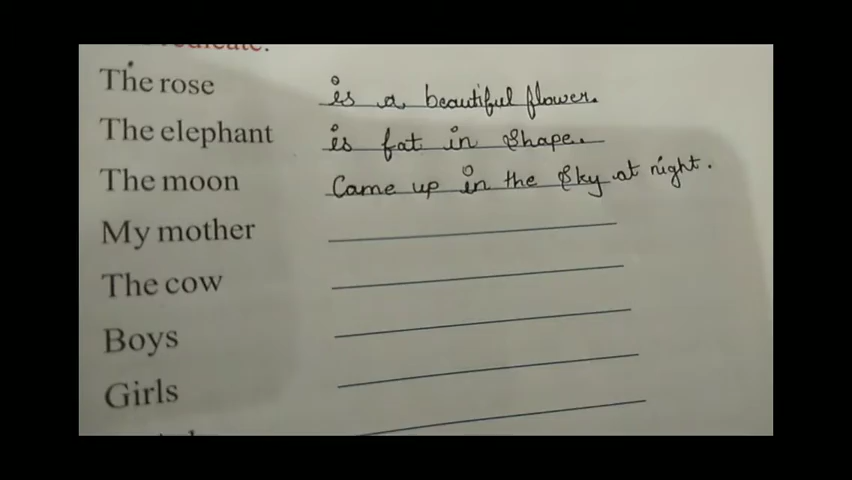 The rose is a beautiful flower.
The elephant is fat in shape.
The moon Came up in the sky at night.
My mother
The cow
Boys
Girls